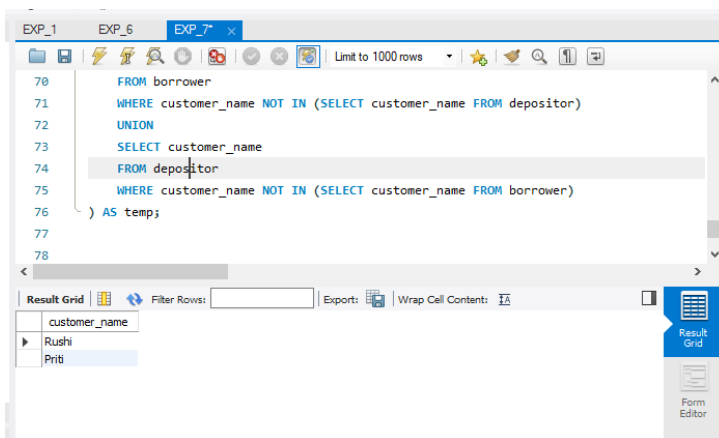 EXP_1 EXP_6 EXP_7* ×
Limit to 1000 rows
70 FROM borrower
71 WHERE customer_name NOT IN (SELECT customer_name FROM depositor)
72 UNION
73 SELECT customer_name
74 FROM depositor
75 WHERE customer_name NOT IN (SELECT customer_name FROM borrower)
76 ) AS temp;
77
78
Result Grid Filter Rows: Export: Wrap Cell Content: IA
customer_name
Rushi
Priti
Result
Grid
Form
Editor